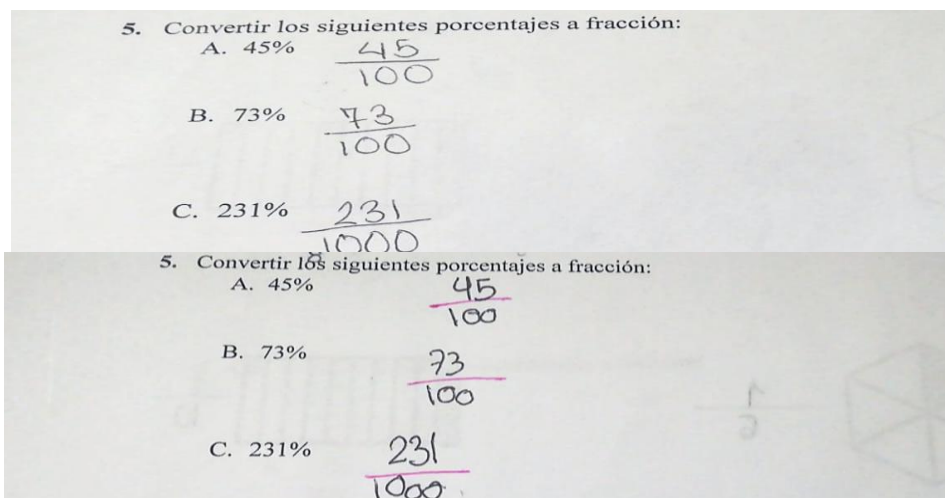 5. Convertir los siguientes porcentajes a fracción:
A. 45% 45/100
B. 73% 73/100
C. 231% 231/1000
5. Convertir los siguientes porcentajes a fracción:
A. 45% 45/100
B. 73% 73/100
C. 231% 231/1000